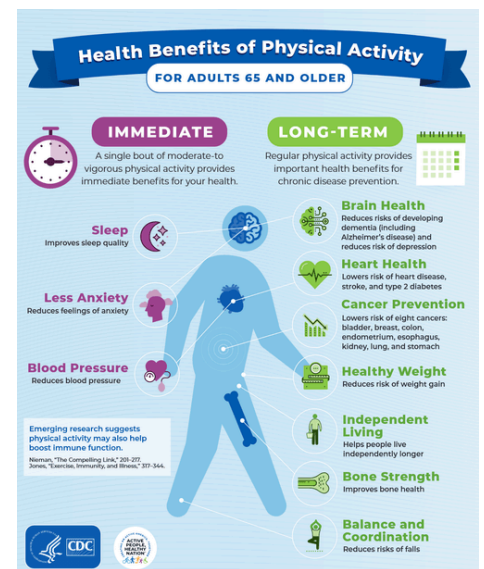 Health Benefits of Physical Activity
FOR ADULTS 65 AND OLDER
IMMEDIATE
A single bout of moderate-to
vigorous physical activity provides
immediate benefits for your health.
LONG-TERM
Regular physical activity provides
important health benefits for
chronic disease prevention.
Sleep
Improves sleep quality
Less Anxiety
Reduces feelings of anxiety
Blood Pressure
Reduces blood pressure
Brain Health
Reduces risks of developing
dementia (including
Alzheimer's disease) and
reduces risk of depression
Heart Health
Lowers risk of heart disease,
stroke, and type 2 diabetes
Cancer Prevention
Lowers risk of eight cancers:
bladder, breast, colon,
endometrium, esophagus,
kidney, lung, and stomach
Healthy Weight
Reduces risk of weight gain
Independent
Living
Helps people live
independently longer
Bone Strength
Improves bone health
Balance and
Coordination
Reduces risks of falls
Emerging research suggests
physical activity may also help
boost immune function.
Nieman, "The Compelling Link," 201–217.
Jones, "Exercise, Immunity, and Illness," 317–344.
CDC
ACTIVE
PEOPLE,
HEALTHY
NATION